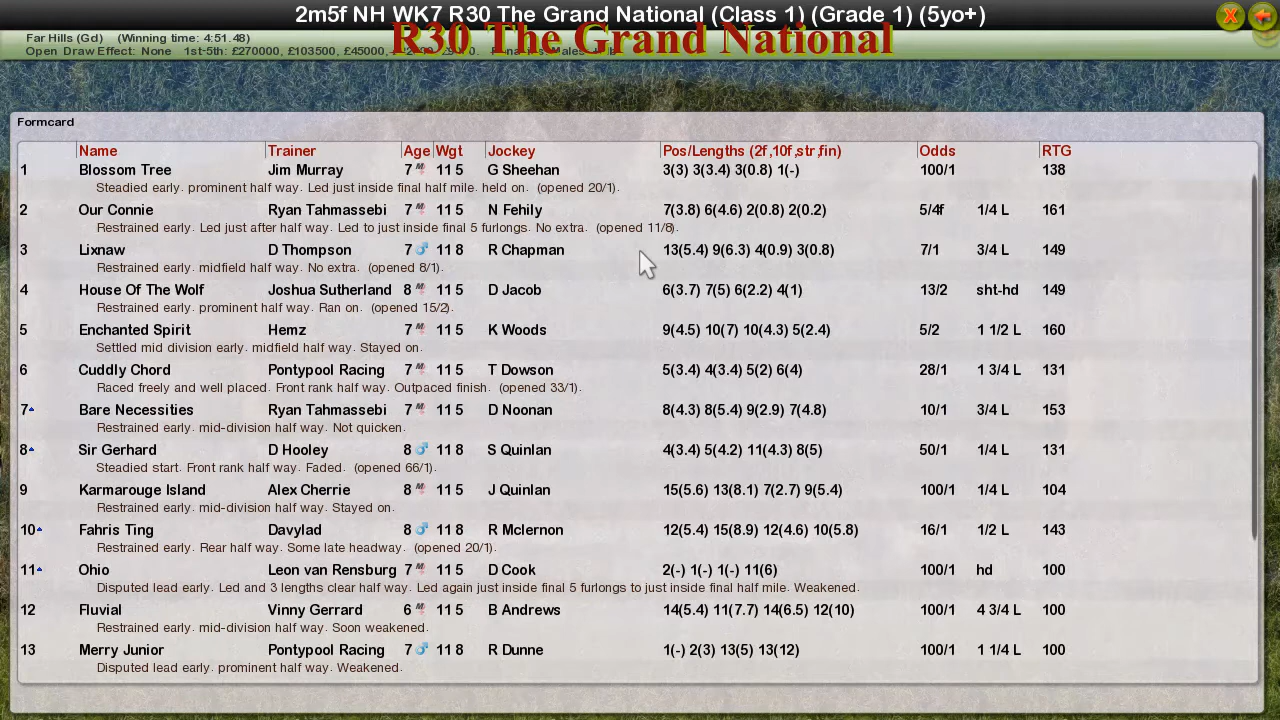 2m5f NH WK7 R30 The Grand National (Class 1) (Grade 1) (5yo+)
R30 The Grand National
Far Hills (Gd) (Winning time: 4:51.48)
Open Draw Effect: None 1st-5th: £270000, £103500, £45000,
Formcard
Name Trainer Age Wgt Jockey Pos/Lengths (2f,10f,str,fin) Odds RTG
1 Blossom Tree Jim Murray 7 11 5 G Sheehan 3(3) 3(3.4) 3(0.8) 1(-) 100/1 138
Steadied early. prominent half way. Led just inside final half mile. held on. (opened 20/1).
2 Our Connie Ryan Tahmassebi 7 11 5 N Fehily 7(3.8) 6(4.6) 2(0.8) 2(0.2) 5/4f 1/4 L 161
Restrained early. Led just after half way. Led to just inside final 5 furlongs. No extra. (opened 11/8).
3 Lixnaw D Thompson 7 11 8 R Chapman 13(5.4) 9(6.3) 4(0.9) 3(0.8) 7/1 3/4 L 149
Restrained early. midfield half way. No extra. (opened 8/1).
4 House Of The Wolf Joshua Sutherland 8 11 5 D Jacob 6(3.7) 7(5) 6(2.2) 4(1) 13/2 sht-hd 149
Restrained early. prominent half way. Ran on. (opened 15/2).
5 Enchanted Spirit Hemz 7 11 5 K Woods 9(4.5) 10(7) 10(4.3) 5(2.4) 5/2 1 1/2 L 160
Settled mid division early. midfield half way. Stayed on.
6 Cuddly Chord Pontypool Racing 7 11 5 T Dowson 5(3.4) 4(3.4) 5(2) 6(4) 28/1 1 3/4 L 131
Raced freely and well placed. Front rank half way. Outpaced finish. (opened 33/1).
7 Bare Necessities Ryan Tahmassebi 7 11 5 D Noonan 8(4.3) 8(5.4) 9(2.9) 7(4.8) 10/1 3/4 L 153
Restrained early. mid-division half way. Not quicken.
8 Sir Gerhard D Hooley 8 11 8 S Quinlan 4(3.4) 5(4.2) 11(4.3) 8(5) 50/1 1/4 L 131
Steadied start. Front rank half way. Faded. (opened 66/1).
9 Karmarouge Island Alex Cherrie 8 11 5 J Quinlan 15(5.6) 13(8.1) 7(2.7) 9(5.4) 100/1 1/4 L 104
Restrained early. mid-division half way. Stayed on.
10 Fahris Ting Davylad 8 11 8 R Mclernon 12(5.4) 15(8.9) 12(4.6) 10(5.8) 16/1 1/2 L 143
Restrained early. Rear half way. Some late headway. (opened 20/1).
11 Ohio Leon van Rensburg 7 11 5 D Cook 2(-) 1(-) 1(-) 11(6) 100/1 hd 100
Disputed lead early. Led and 3 lengths clear half way. Led again just inside final 5 furlongs to just inside final half mile. Weakened.
12 Fluvial Vinny Gerrard 6 11 5 B Andrews 14(5.4) 11(7.7) 14(6.5) 12(10) 100/1 4 3/4 L 100
Restrained early. mid-division half way. Soon weakened.
13 Merry Junior Pontypool Racing 7 11 8 R Dunne 1(-) 2(3) 13(5) 13(12) 100/1 1 1/4 L 100
Disputed lead early. prominent half way. Weakened.